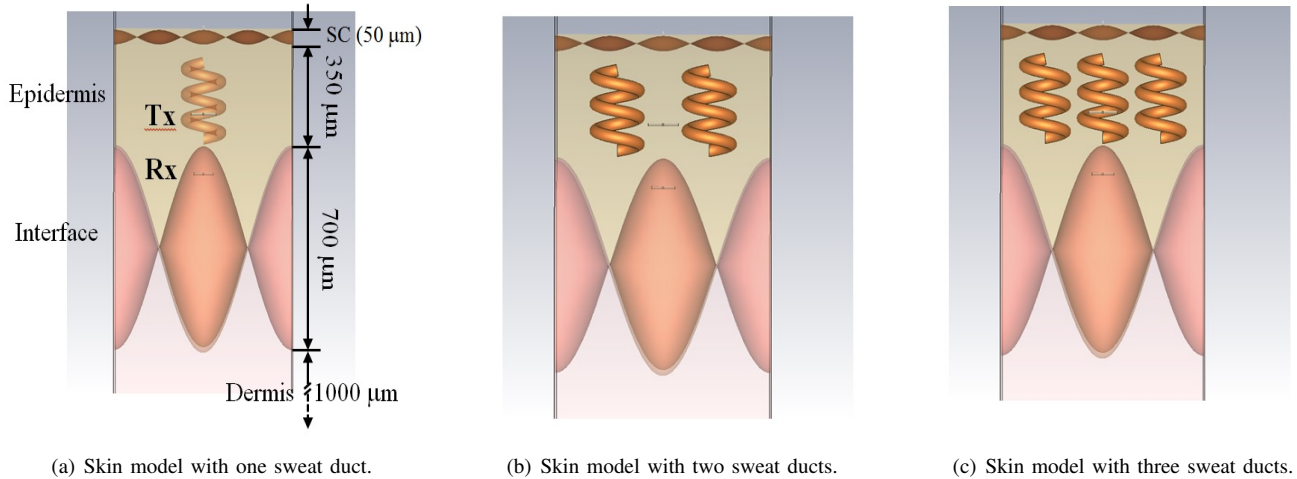 SC (50 μm)
350 μm
Epidermis
Tx
Rx
700 μm
Interface
Dermis
1000 μm
(a) Skin model with one sweat duct.
(b) Skin model with two sweat ducts.
(c) Skin model with three sweat ducts.